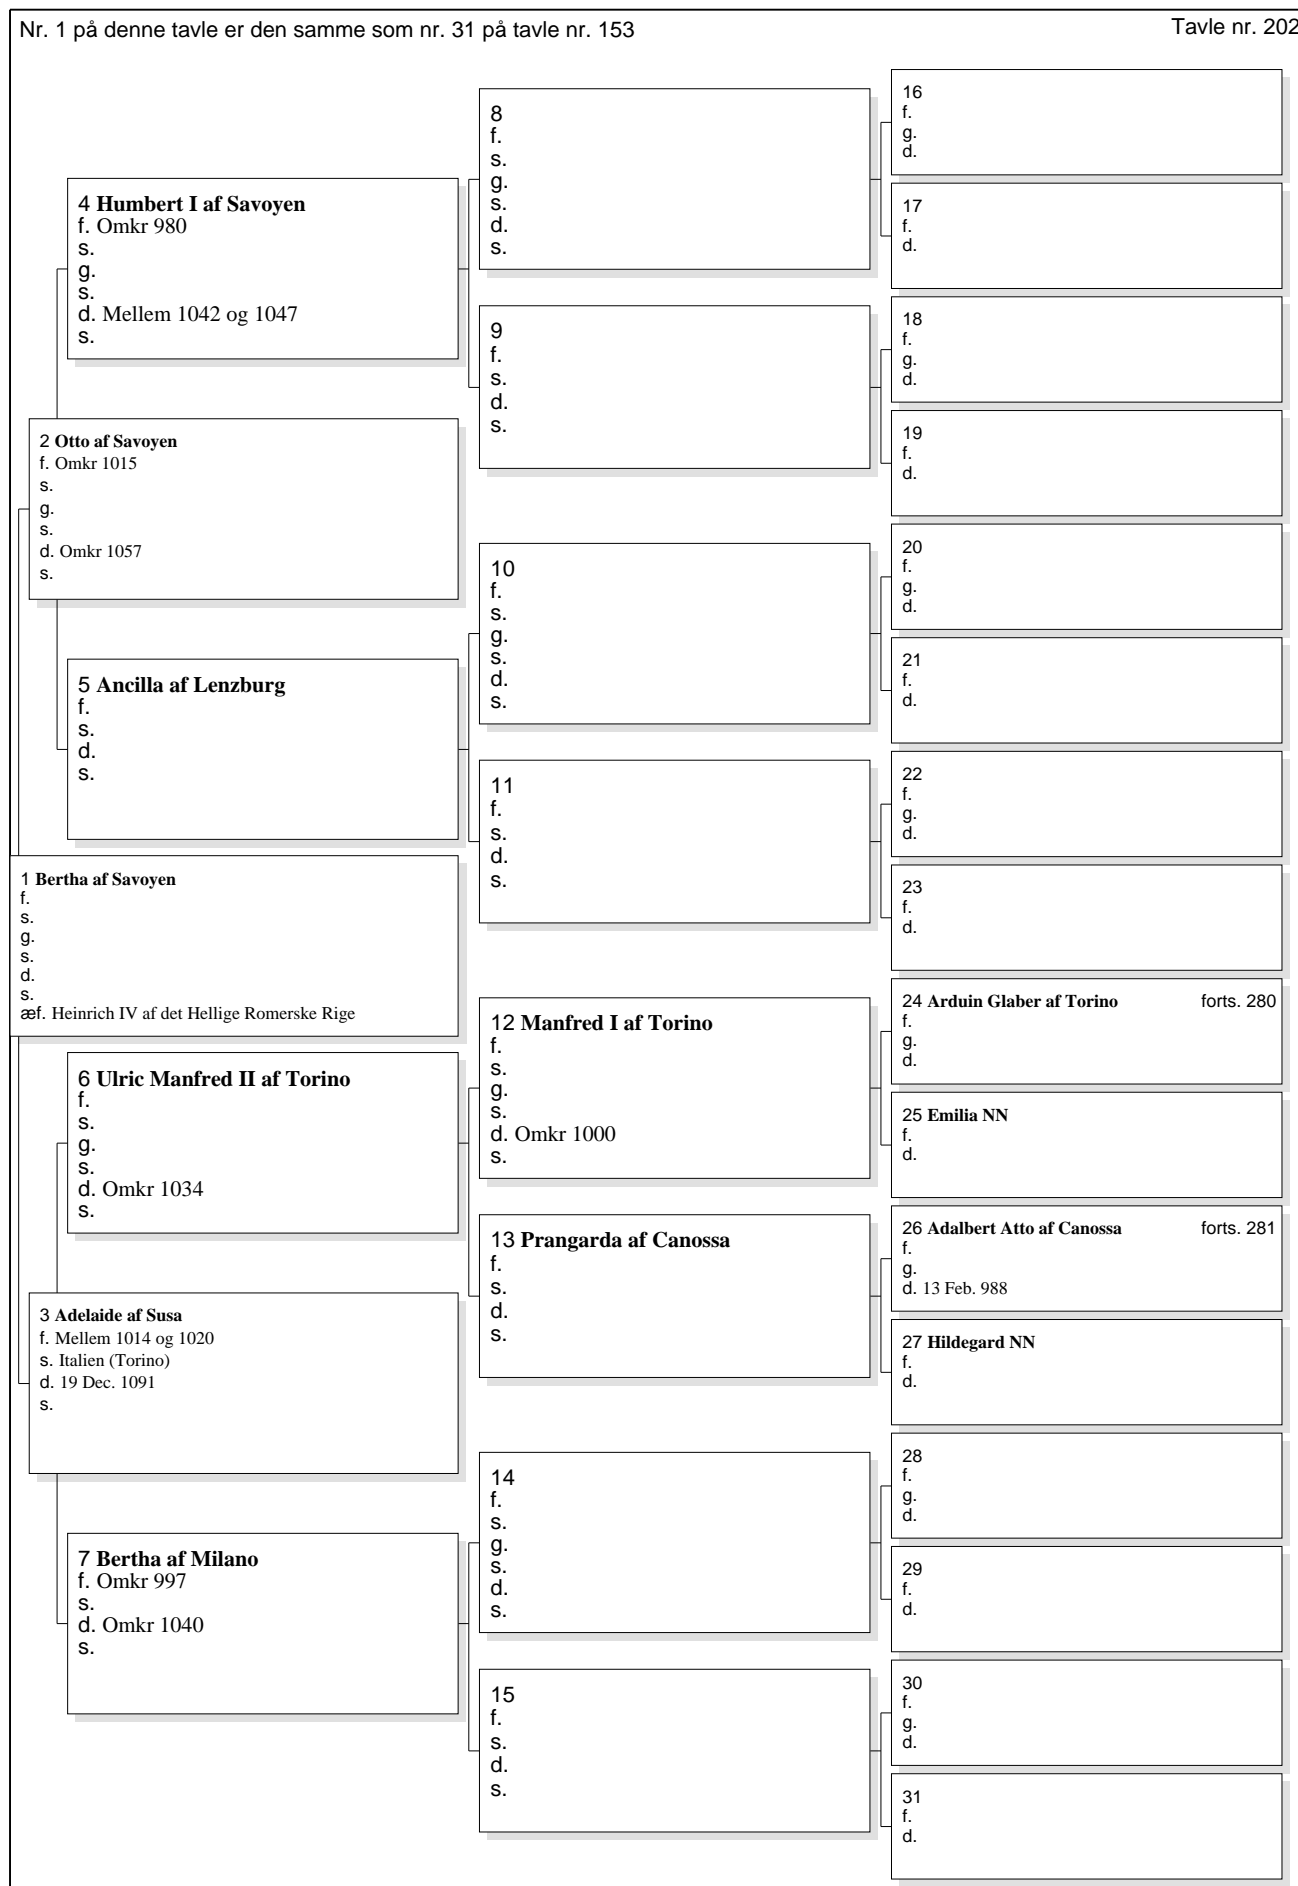 Nr. 1 på denne tavle er den samme som nr. 31 på tavle nr. 153
Tavle nr. 202
4 Humbert I af Savoyen
f. Omkr 980
s.
g.
s.
d. Mellem 1042 og 1047
s.
2 Otto af Savoyen
f. Omkr 1015
s.
g.
s.
d. Omkr 1057
s.
5 Ancilla af Lenzburg
f.
s.
d.
s.
1 Bertha af Savoyen
f.
s.
g.
s.
d.
s.
æf. Heinrich IV af det Hellige Romerske Rige
6 Ulric Manfred II af Torino
f.
s.
g.
s.
d. Omkr 1034
s.
3 Adelaide af Susa
f. Mellem 1014 og 1020
s. Italien (Torino)
d. 19 Dec. 1091
s.
7 Bertha af Milano
f. Omkr 997
s.
d. Omkr 1040
s.
8
f.
s.
g.
s.
d.
s.
9
f.
s.
d.
s.
10
f.
s.
g.
s.
d.
s.
11
f.
s.
d.
s.
12 Manfred I af Torino
f.
s.
g.
s.
d. Omkr 1000
s.
13 Prangarda af Canossa
f.
s.
d.
s.
14
f.
s.
g.
s.
d.
s.
15
f.
s.
d.
s.
16
f.
g.
d.
17
f.
d.
18
f.
g.
d.
19
f.
d.
20
f.
g.
d.
21
f.
d.
22
f.
g.
d.
23
f.
d.
24 Arduin Glaber af Torino forts. 280
f.
g.
d.
25 Emilia NN
f.
d.
26 Adalbert Atto af Canossa forts. 281
f.
g.
d. 13 Feb. 988
27 Hildegard NN
f.
d.
28
f.
g.
d.
29
f.
d.
30
f.
g.
d.
31
f.
d.